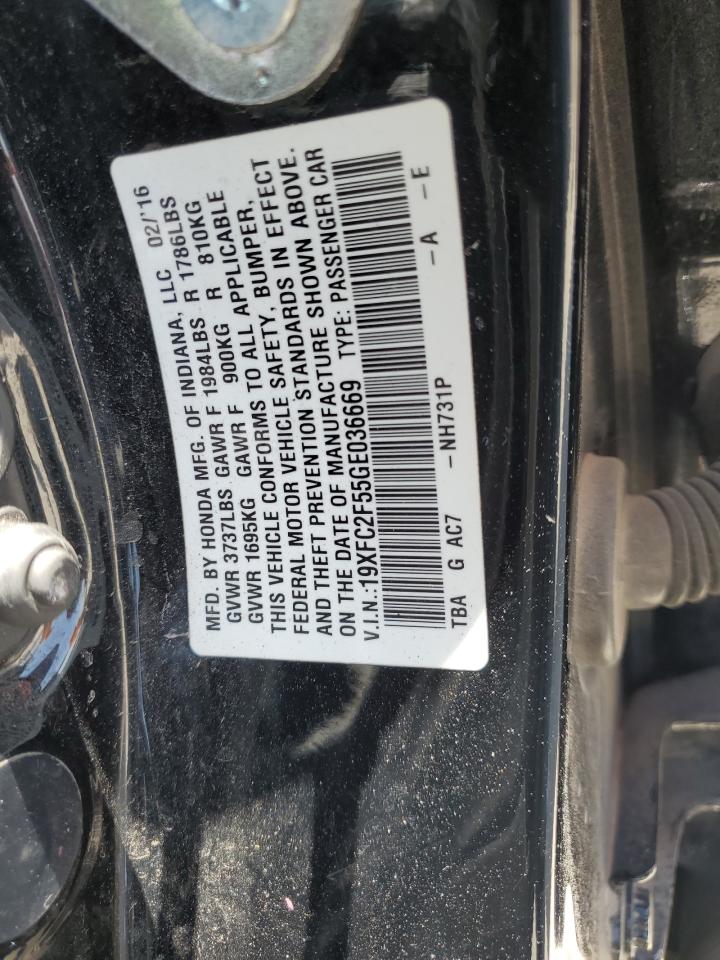 MFD. BY HONDA MFG. OF INDIANA, LLC 02/'16
GVWR 3737LBS GAWR F 1984LBS R 1786LBS
GVWR 1695KG GAWR F 900KG R 810KG
THIS VEHICLE CONFORMS TO ALL APPLICABLE
FEDERAL MOTOR VEHICLE SAFETY, BUMPER,
AND THEFT PREVENTION STANDARDS IN EFFECT
ON THE DATE OF MANUFACTURE SHOWN ABOVE.
V.I.N.:19XFC2F55GE036669 TYPE: PASSENGER CAR
TBA G AC7 –NH731P –A –E